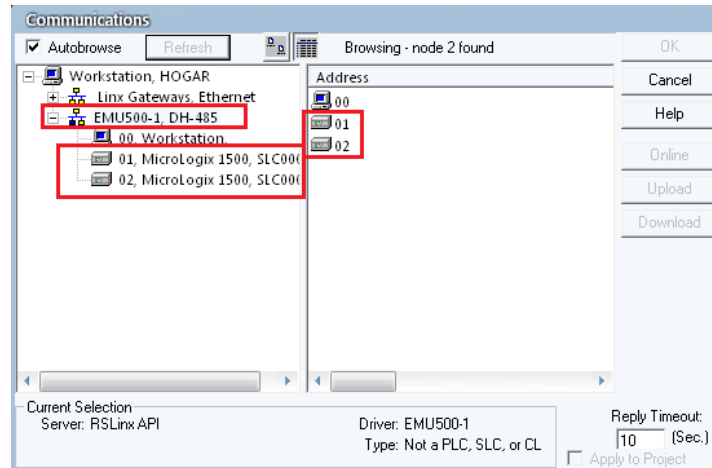 Communications
Autobrowse Refresh Browsing - node 2 found OK
Workstation, HOGAR Address Cancel
Linx Gateways, Ethernet 00
EMU500-1, DH-485 01 Help
00, Workstation, 02
01, MicroLogix 1500, SLC00 Online
02, MicroLogix 1500, SLC00 Upload
Download
Current Selection
Server: RSLinx API Driver: EMU500-1 Reply Timeout:
Type: Not a PLC, SLC, or CL 10 (Sec.)
Apply to Project